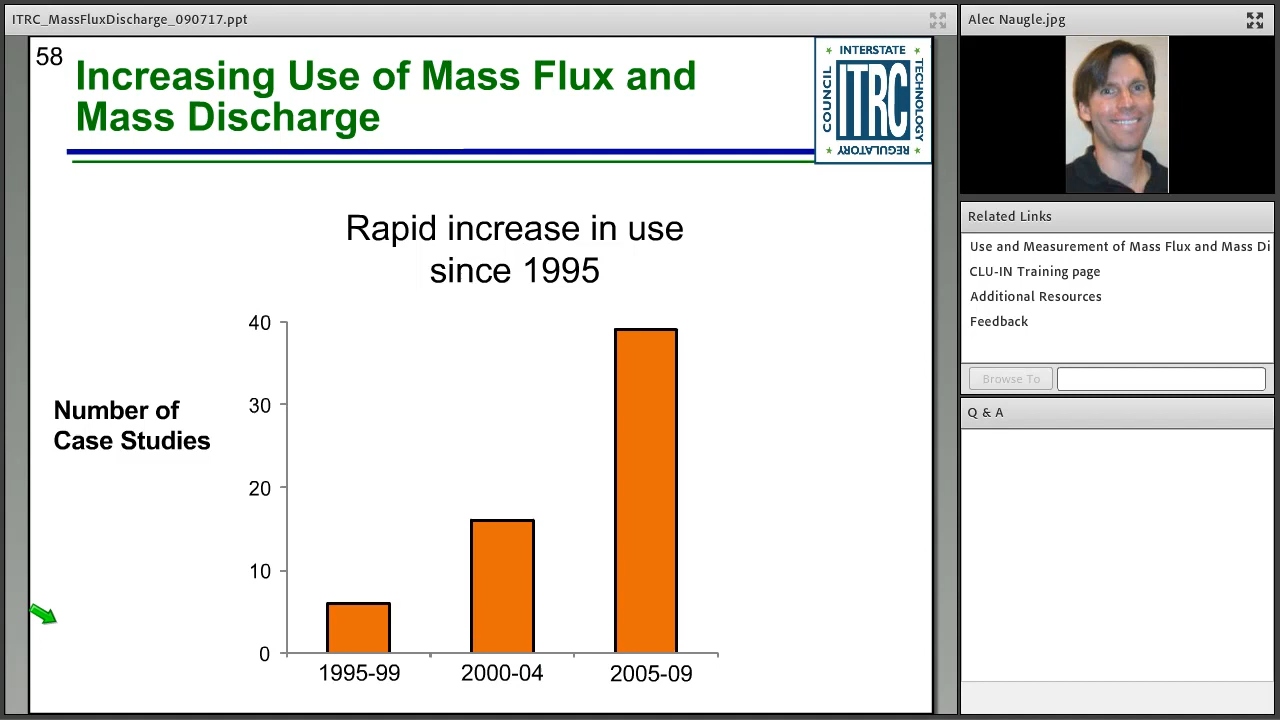 ITRC_MassFluxDischarge_090717.ppt
58
Increasing Use of Mass Flux and
Mass Discharge
INTERSTATE
TECHNOLOGY
REGULATORY
COUNCIL
ITRC
Rapid increase in use
since 1995
Number of
Case Studies
40
30
20
10
0
1995-99
2000-04
2005-09
Alec Naugle.jpg
Related Links
Use and Measurement of Mass Flux and Mass Di
CLU-IN Training page
Additional Resources
Feedback
Browse To
Q & A